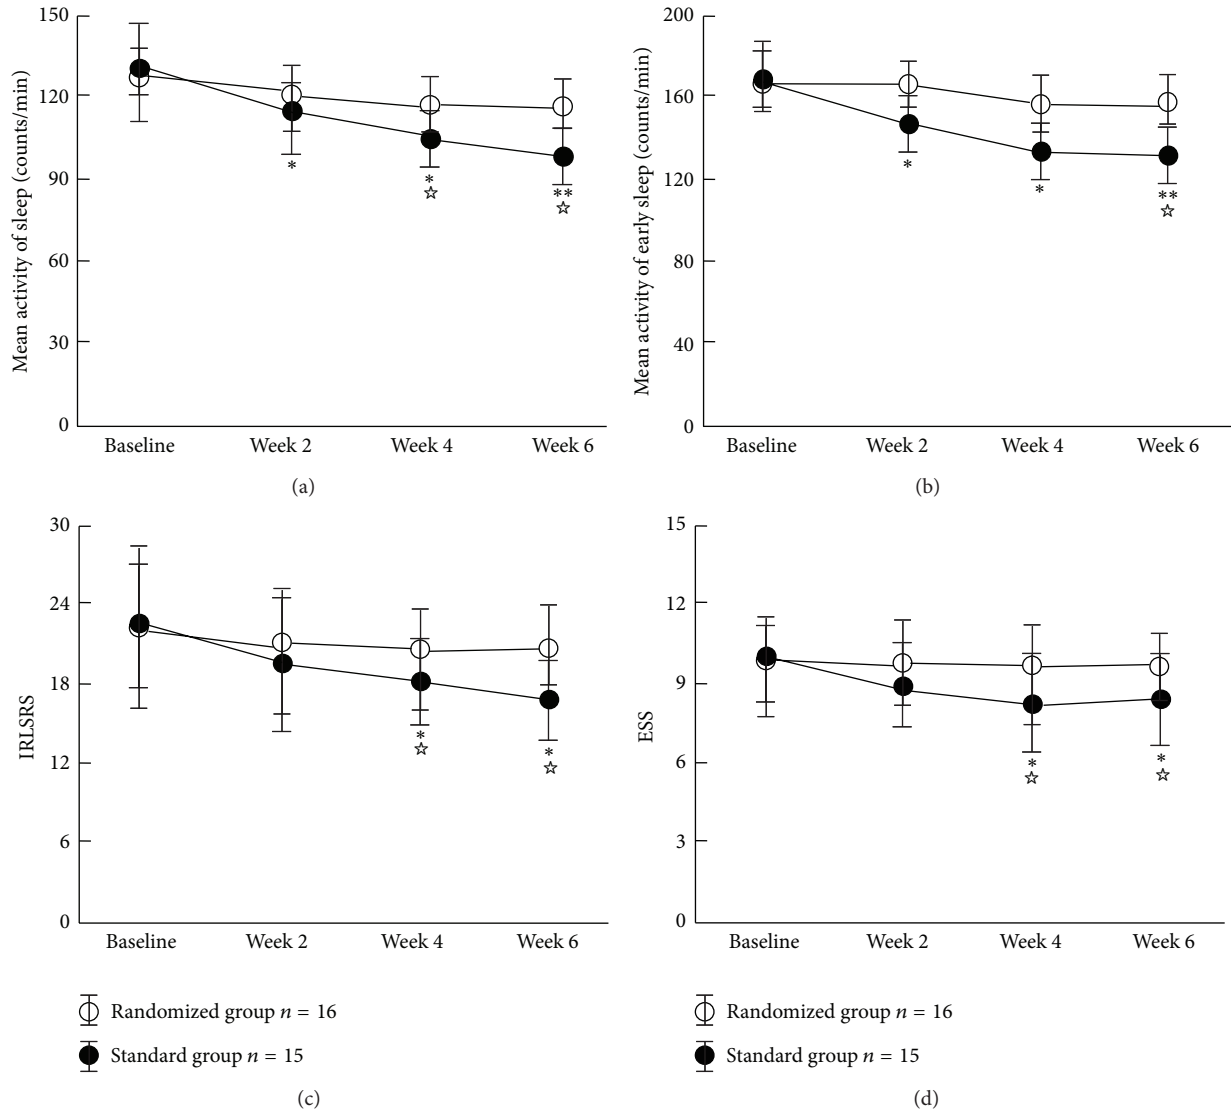 150
120
90
60
30
0
Mean activity of sleep (counts/min)
*
*
☆
**
☆
Baseline Week 2 Week 4 Week 6
(a)
200
160
120
80
40
0
Mean activity of early sleep (counts/min)
*
*
**
☆
Baseline Week 2 Week 4 Week 6
(b)
30
24
18
12
6
0
IRLSRS
*
☆
*
☆
Baseline Week 2 Week 4 Week 6
Randomized group n = 16
Standard group n = 15
(c)
15
12
9
6
3
0
ESS
*
☆
*
☆
Baseline Week 2 Week 4 Week 6
Randomized group n = 16
Standard group n = 15
(d)